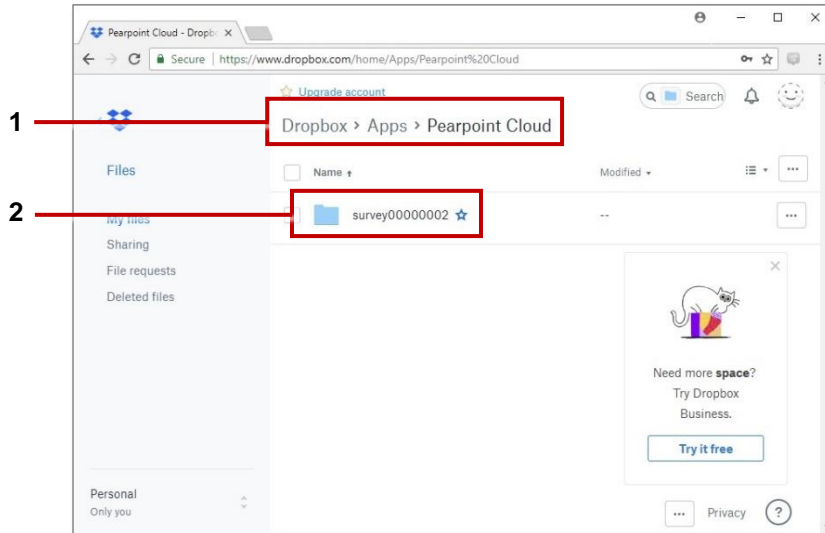 Pearpoint Cloud - Dropb
Secure https://www.dropbox.com/home/Apps/Pearpoint%20Cloud
Upgrade account
Search
1
Dropbox > Apps > Pearpoint Cloud
Files
Name ↑
Modified
2
survey00000002
--
My files
Sharing
File requests
Deleted files
Need more space?
Try Dropbox
Business.
Try it free
Personal
Only you
Privacy
?